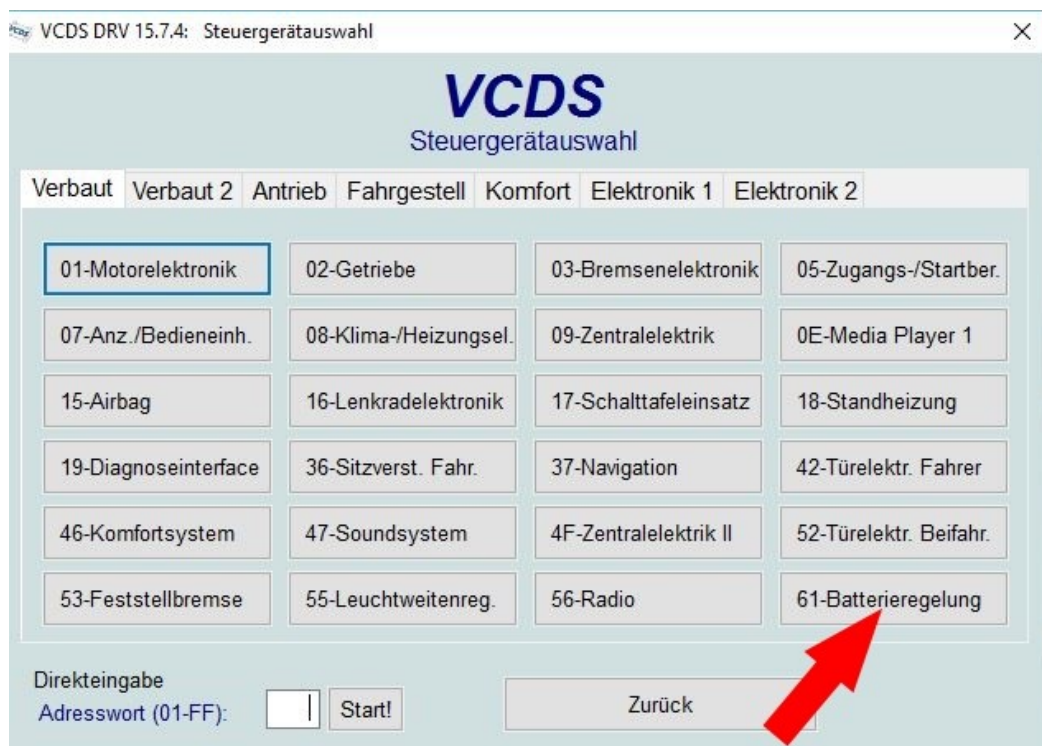 VCDS DRV 15.7.4: Steuergerätauswahl
VCDS
Steuergerätauswahl
Verbaut Verbaut 2 Antrieb Fahrgestell Komfort Elektronik 1 Elektronik 2
01-Motorelektronik 02-Getriebe 03-Bremsenelektronik 05-Zugangs-/Startber.
07-Anz./Bedieneinh. 08-Klima-/Heizungsel. 09-Zentralelektrik 0E-Media Player 1
15-Airbag 16-Lenkradelektronik 17-Schalttafeleinsatz 18-Standheizung
19-Diagnoseinterface 36-Sitzverst. Fahr. 37-Navigation 42-Türelektr. Fahrer
46-Komfortsystem 47-Soundsystem 4F-Zentralelektrik II 52-Türelektr. Beifahr.
53-Feststellbremse 55-Leuchtweitenreg. 56-Radio 61-Batterieregelung
Direkteingabe
Adresswort (01-FF): Start! Zurück